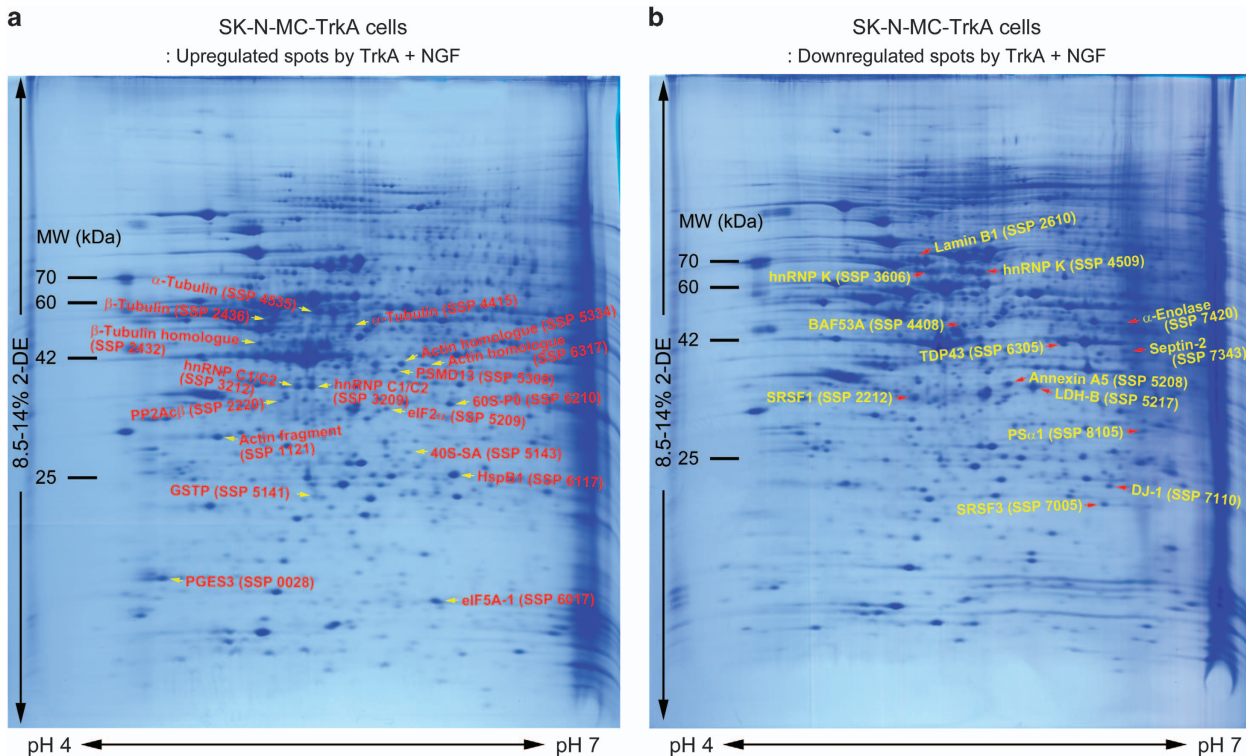 a
SK-N-MC-TrkA cells
: Upregulated spots by TrkA + NGF
8.5-14% 2-DE
MW (kDa)
70
60
42
25
α-Tubulin (SSP 4535)
β-Tubulin (SSP 2436)
α-Tubulin (SSP 4415)
β-Tubulin homologue
(SSP 2432)
Actin homologue (SSP 5334)
Actin homologue
(SSP 6317)
PSMD13 (SSP 5308)
hnRNP C1/C2
(SSP 3212)
hnRNP C1/C2
(SSP 3209)
60S-P0 (SSP 6210)
PP2Acβ (SSP 2220)
eIF2α (SSP 5209)
Actin fragment
(SSP 1121)
40S-SA (SSP 5143)
HspB1 (SSP 6117)
GSTP (SSP 5141)
PGES3 (SSP 0028)
eIF5A-1 (SSP 6017)
pH 4
pH 7
b
SK-N-MC-TrkA cells
: Downregulated spots by TrkA + NGF
8.5-14% 2-DE
MW (kDa)
70
60
42
25
Lamin B1 (SSP 2610)
hnRNP K (SSP 3606)
hnRNP K (SSP 4509)
α-Enolase
(SSP 7420)
BAF53A (SSP 4408)
TDP43 (SSP 6305)
Septin-2
(SSP 7343)
Annexin A5 (SSP 5208)
SRSF1 (SSP 2212)
LDH-B (SSP 5217)
PSα1 (SSP 8105)
DJ-1 (SSP 7110)
SRSF3 (SSP 7005)
pH 4
pH 7